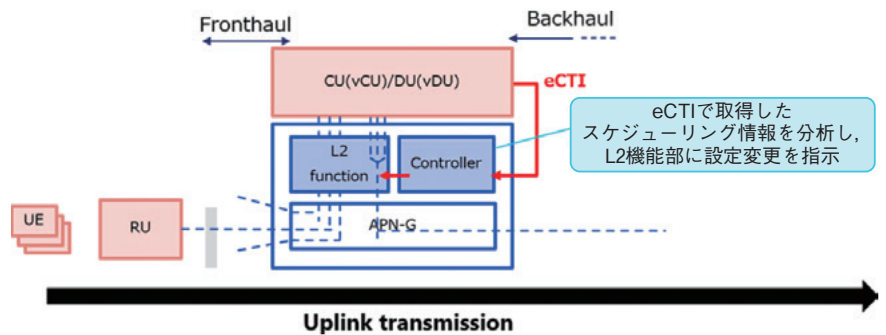 Fronthaul
Backhaul
CU(vCU)/DU(vDU)
eCTI
eCTIで取得した
スケジューリング情報を分析し,
L2機能部に設定変更を指示
L2
function
Controller
UE
RU
APN-G
Uplink transmission